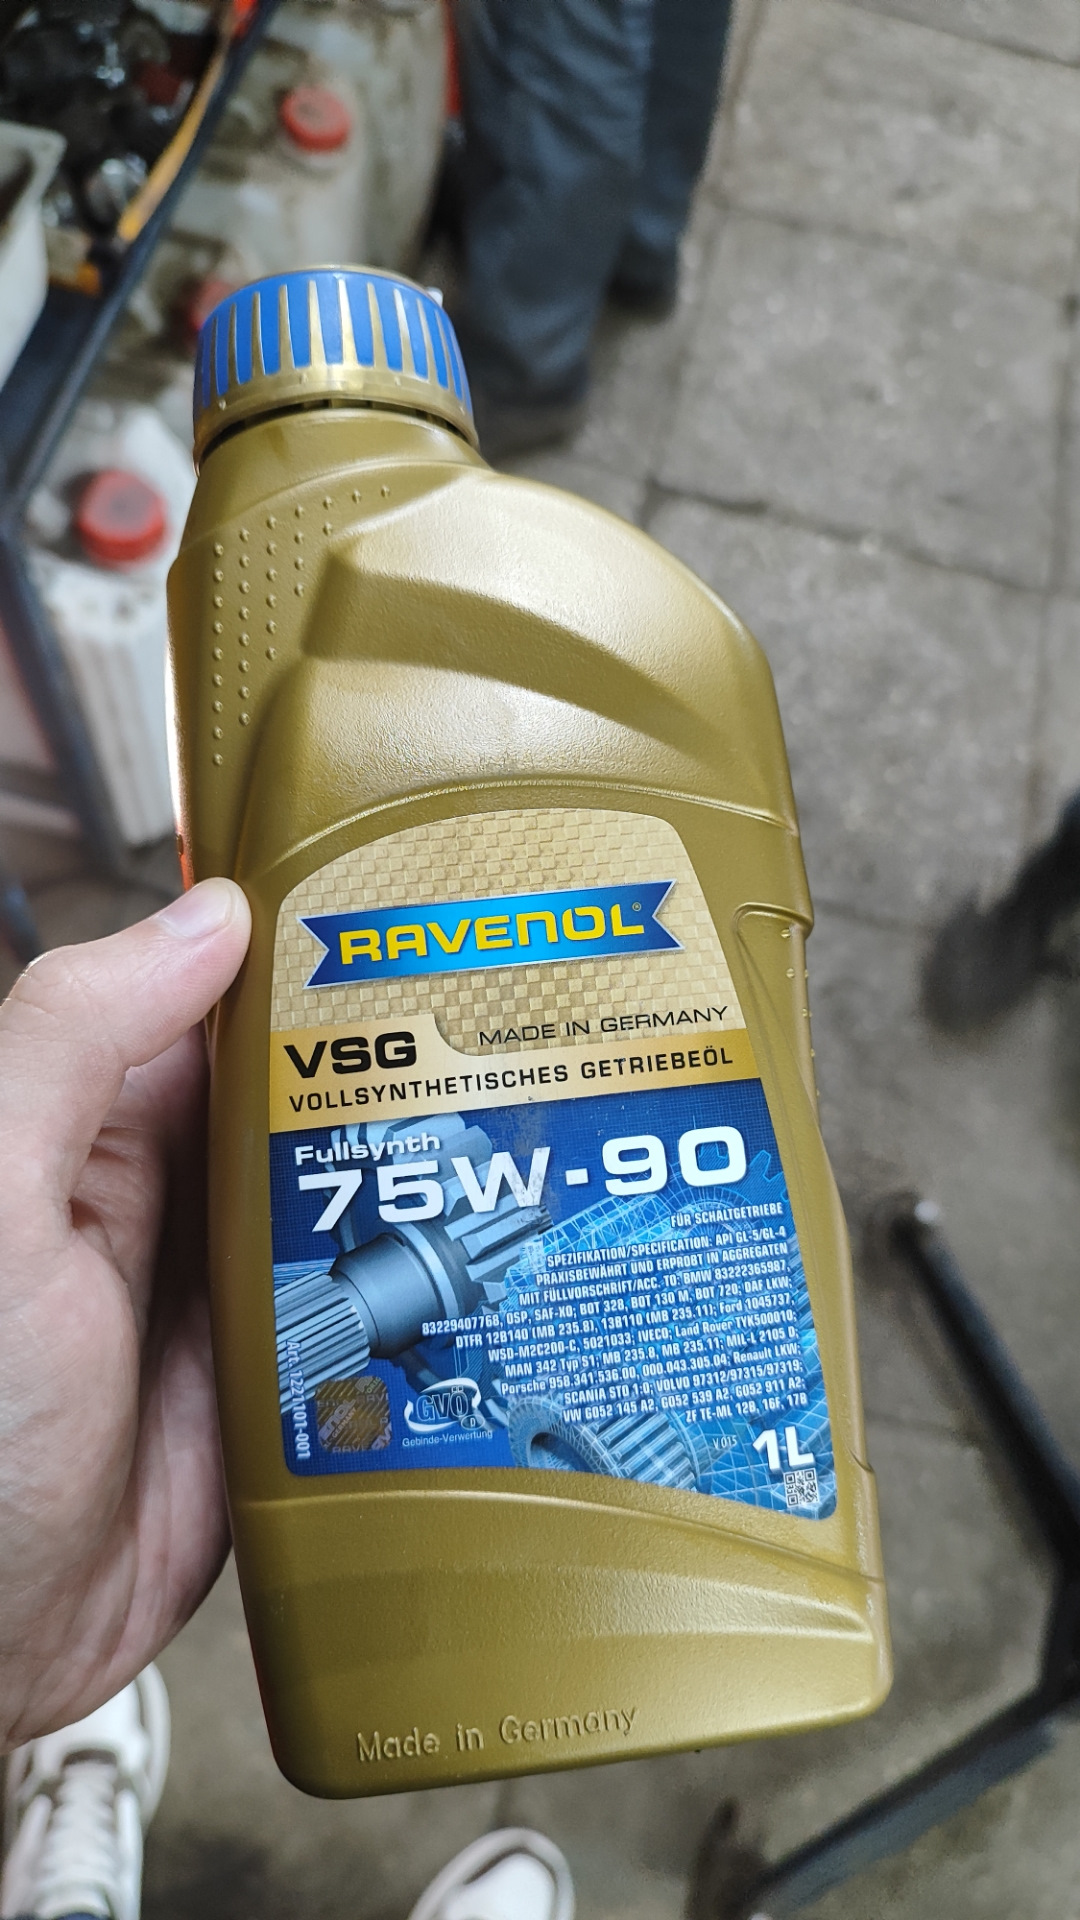 RAVENOL®
VSG
MADE IN GERMANY
VOLLSYNTHETISCHES GETRIEBEÖL
Fullsynth
75W-90
FÜR SCHALTGETRIEBE
SPEZIFIKATION/SPECIFICATION: API GL-5/GL-4
PRAXISBEWÄHRT UND ERPROBT IN AGGREGATEN
MIT FÜLLVORSCHRIFT/ACC. TO: BMW 83222365987,
83229407768, OSP, SAF-XO; BOT 328, BOT 130 M, BOT 720; DAF LKW;
DTFR 12B140 (MB 235.8), 13B110 (MB 235.11); Ford 1045737,
WSD-M2C200-C, 5021033; IVECO; Land Rover TYK500010;
MAN 342 Typ S1; MB 235.8, MB 235.11; MIL-L 2105 D;
Porsche 958.341.536.00, 000.043.305.04; Renault LKW;
SCANIA STO 1:0; VOLVO 97312/97315/97319;
VW G052 145 A2, G052 539 A2, G052 911 A2;
ZF TE-ML 12B, 16F, 17B
GVÖ
D
Gebinde-Verwertung
V 015
1L
Made in Germany